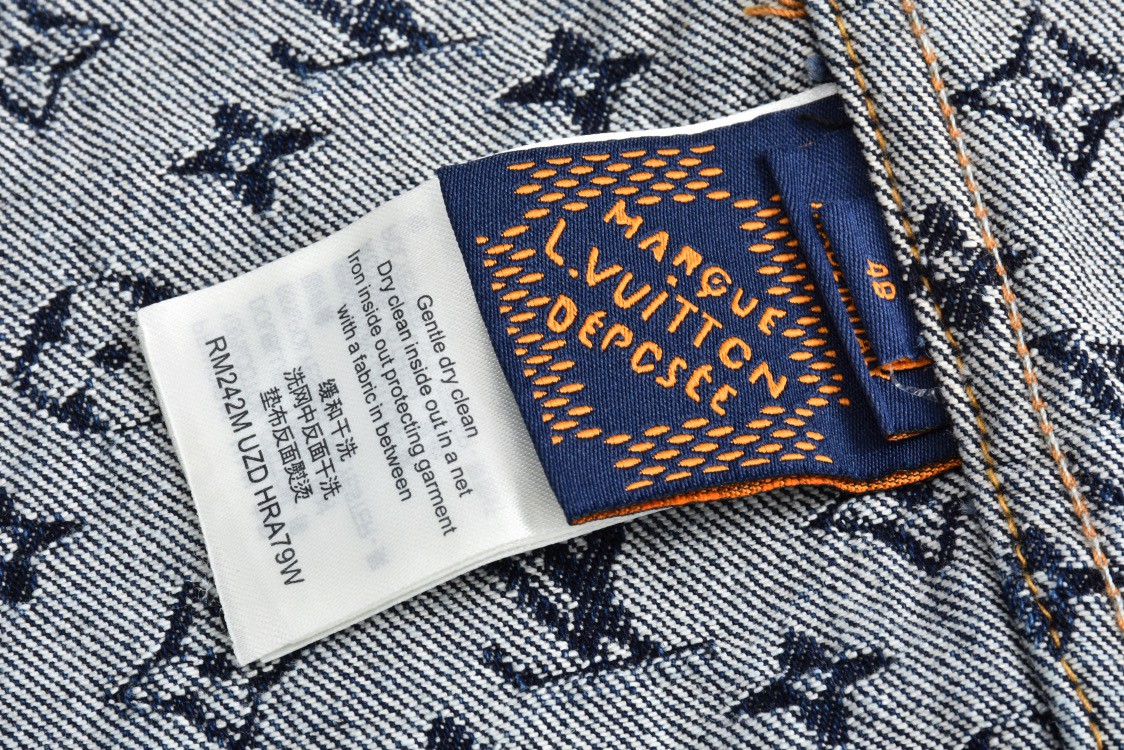 Gentle dry clean
Dry clean inside out in a net
Iron inside out protecting garment
with a fabric in between
缓和干洗
洗网中反面干洗
垫布反面熨烫
RM242M UZD HRA79W
MARQUE
L.VUITTON
DÉPOSÉE
48